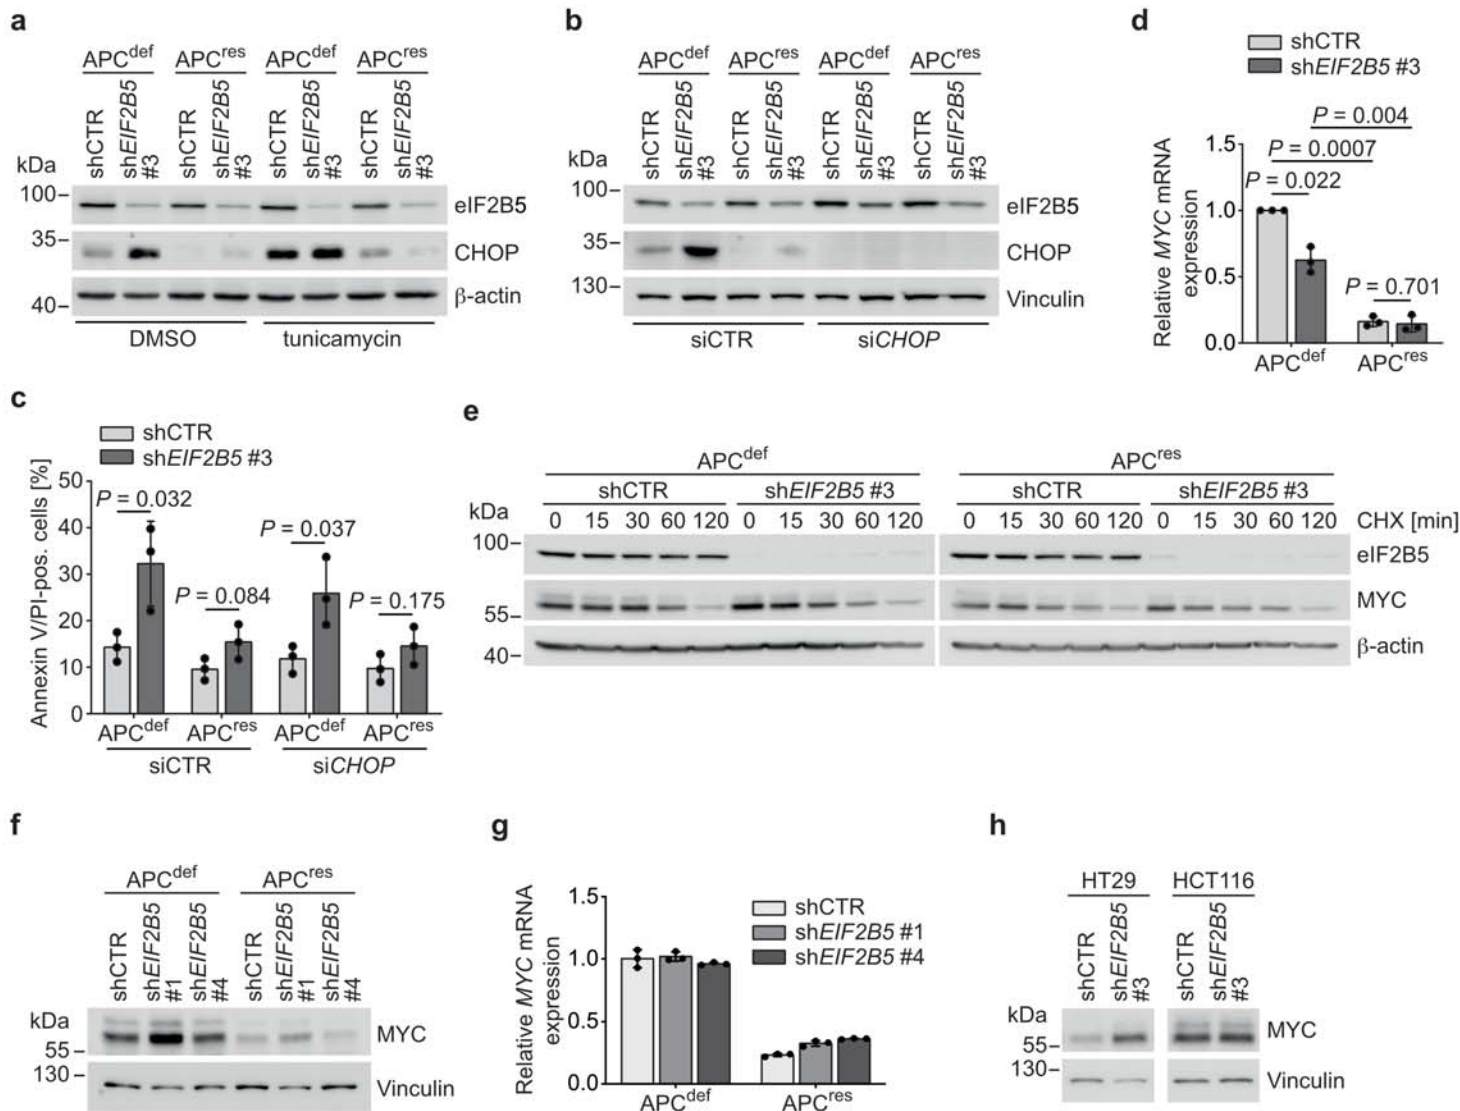 a
APCdef APCres APCdef APCres
shCTR
shEIF2B5 #3
shCTR
shEIF2B5 #3
shCTR
shEIF2B5 #3
shCTR
shEIF2B5 #3
kDa
100 eIF2B5
35 CHOP
40 β-actin
DMSO tunicamycin
b
APCdef APCres APCdef APCres
shCTR
shEIF2B5 #3
shCTR
shEIF2B5 #3
shCTR
shEIF2B5 #3
shCTR
shEIF2B5 #3
kDa
100 eIF2B5
35 CHOP
130 Vinculin
siCTR siCHOP
d
shCTR
shEIF2B5 #3
P = 0.004
P = 0.0007
P = 0.022
P = 0.701
1.5
1.0
0.5
0.0
Relative MYC mRNA
expression
APCdef APCres
c
shCTR
shEIF2B5 #3
Annexin V/PI-pos. cells [%]
50
40
30
20
10
0
P = 0.032
P = 0.084
P = 0.037
P = 0.175
APCdef APCres APCdef APCres
siCTR siCHOP
e
APCdef APCres
shCTR shEIF2B5 #3 shCTR shEIF2B5 #3
kDa
0 15 30 60 120 0 15 30 60 120 0 15 30 60 120 0 15 30 60 120 CHX [min]
100 eIF2B5
55 MYC
40 β-actin
f
APCdef APCres
shCTR
shEIF2B5 #1
shEIF2B5 #4
shCTR
shEIF2B5 #1
shEIF2B5 #4
kDa
55 MYC
130 Vinculin
g
Relative MYC mRNA
expression
1.5
1.0
0.5
0.0
shCTR
shEIF2B5 #1
shEIF2B5 #4
APCdef APCres
h
HT29 HCT116
shCTR
shEIF2B5 #3
shCTR
shEIF2B5 #3
kDa
55 MYC
130 Vinculin